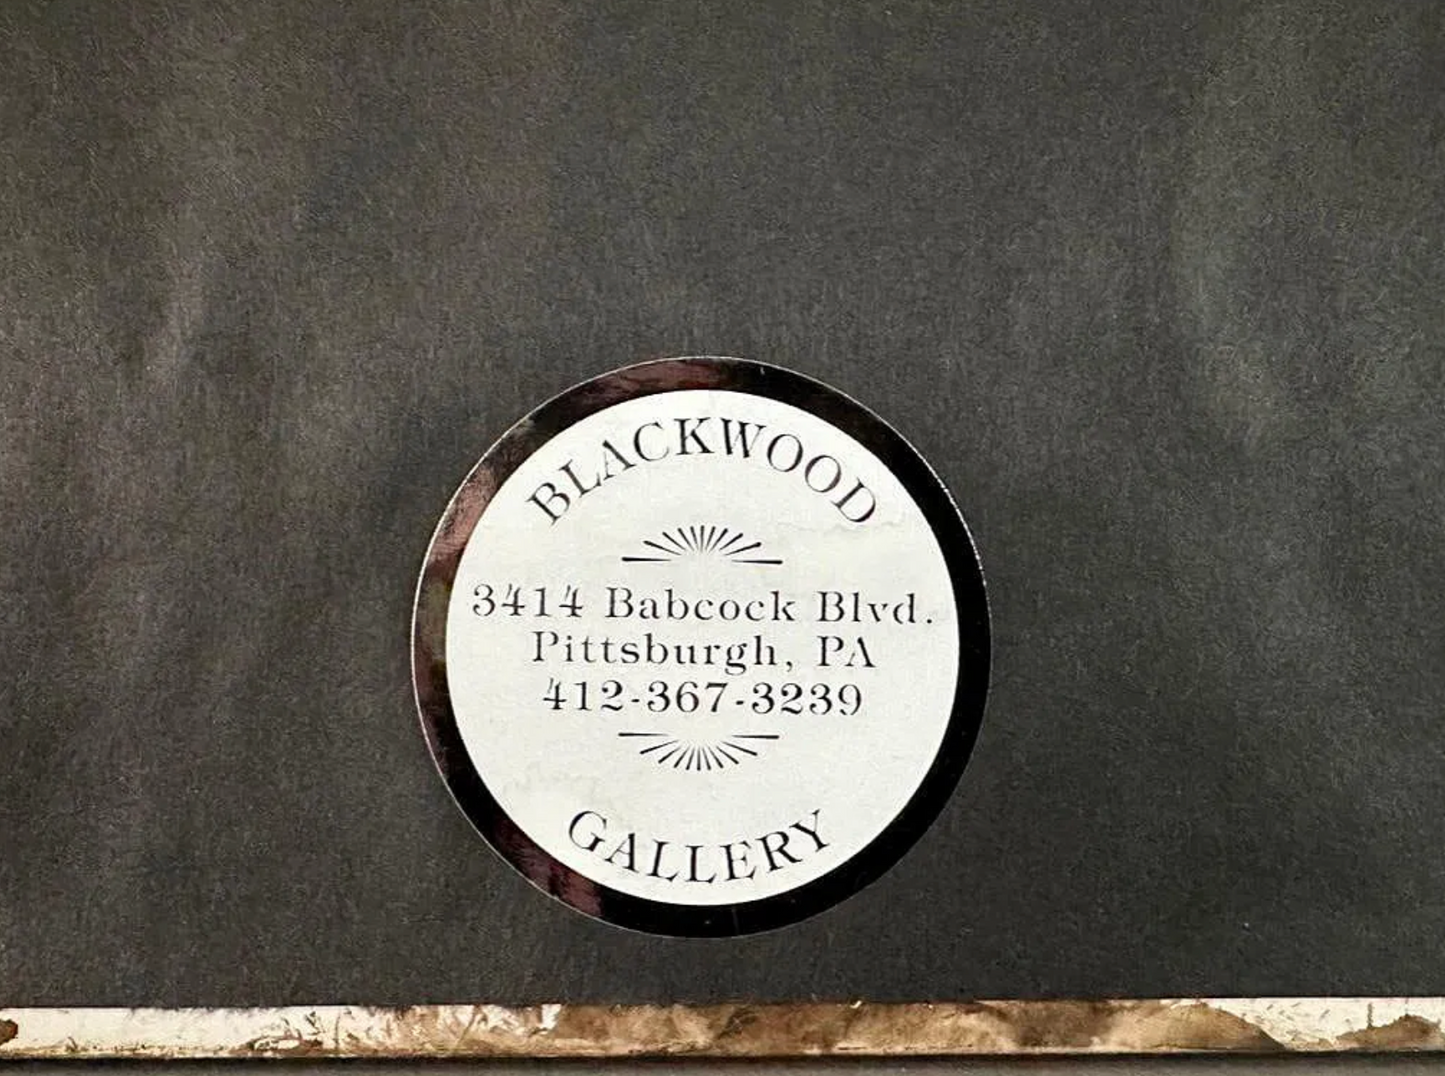 BLACKWOOD
3414 Babcock Blvd.
Pittsburgh, PA
412-367-3239
GALLERY